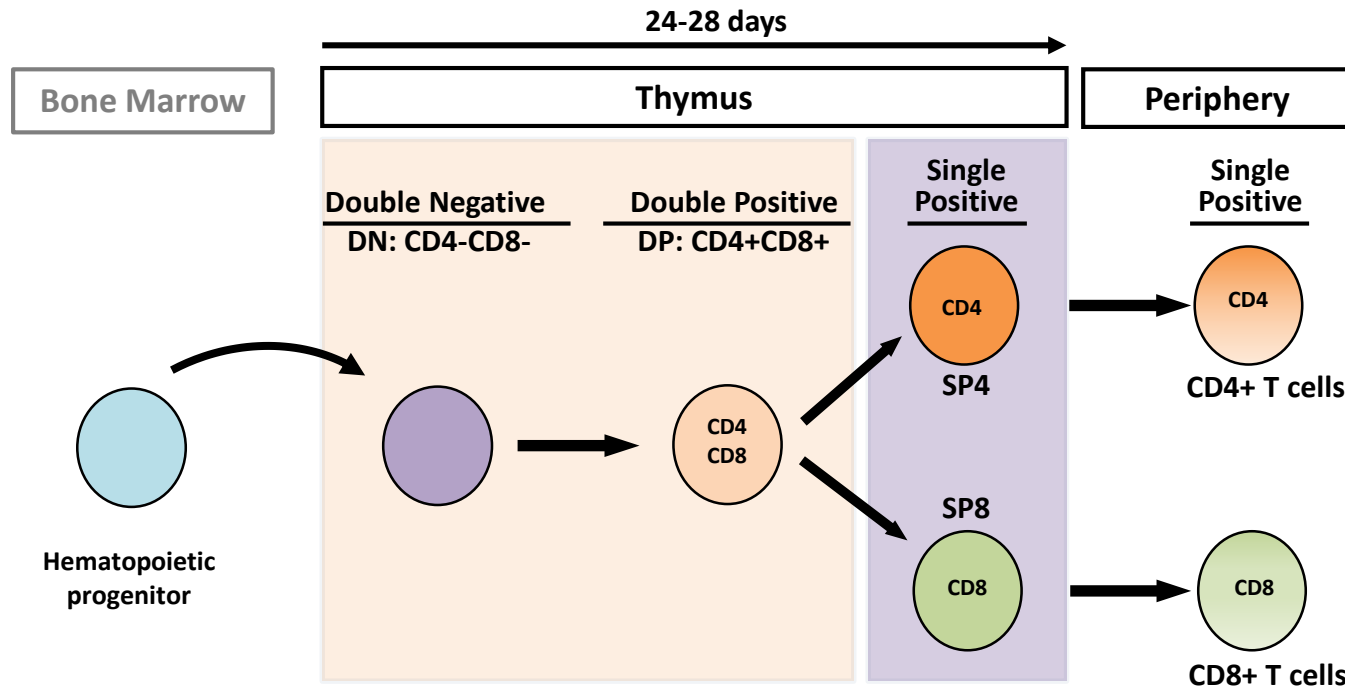 24-28 days
Bone Marrow
Thymus
Periphery
Double Negative
DN: CD4-CD8-
Double Positive
DP: CD4+CD8+
Single
Positive
Single
Positive
CD4
SP4
CD4
CD4+ T cells
CD4
CD8
Hematopoietic
progenitor
SP8
CD8
CD8
CD8+ T cells